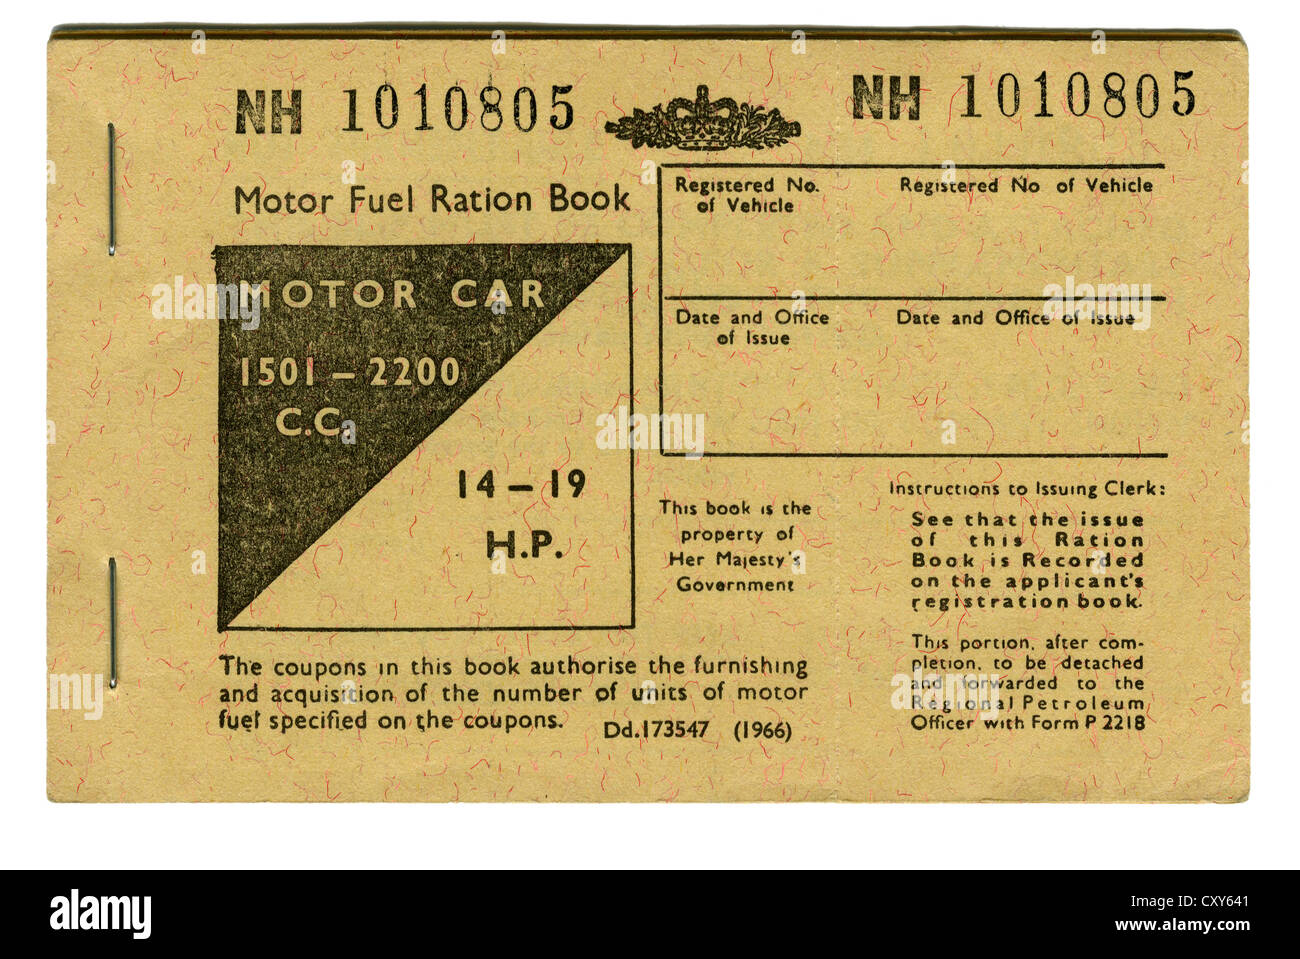 NH 1010805
NH 1010805
Motor Fuel Ration Book
MOTOR CAR
1501 – 2200
C.C.
14 – 19
H.P.
The coupons in this book authorise the furnishing
and acquisition of the number of units of motor
fuel specified on the coupons.
Dd.173547 (1966)
Registered No.
of Vehicle
Registered No of Vehicle
Date and Office
of Issue
Date and Office of Issue
This book is the
property of
Her Majesty's
Government
Instructions to Issuing Clerk:
See that the issue
of this Ration
Book is Recorded
on the applicant's
registration book.
This portion, after com-
pletion, to be detached
and forwarded to the
Regional Petroleum
Officer with Form P 2218
alamy
alamy
Image ID: CXY641
www.alamy.com